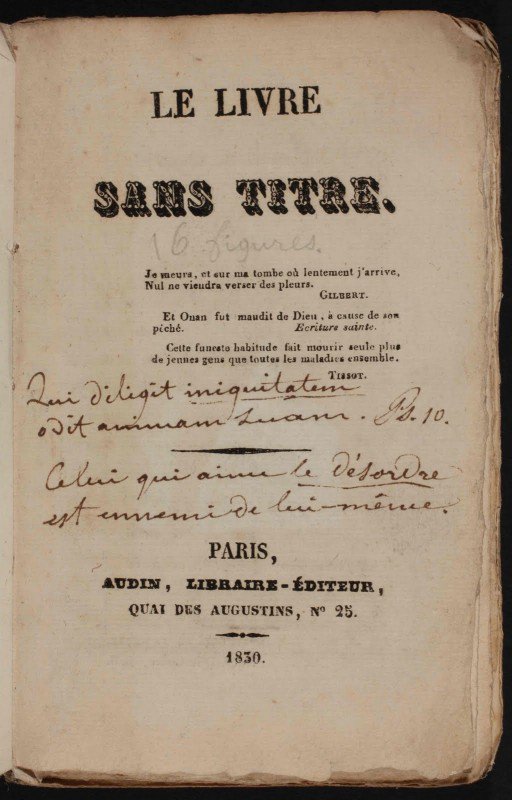 LE LIVRE
SANS TITRE.
16 figures.
Je meurs, et sur ma tombe où lentement j'arrive,
Nul ne viendra verser des pleurs.
GILBERT.
Et Onan fut maudit de Dieu, à cause de son
péché. Ecriture sainte.
Cette funeste habitude fait mourir seule plus
de jeunes gens que toutes les maladies ensemble.
TISSOT.
Qui diligit iniquitatem
odit animam suam. Ps. 10.
Celui qui aime le désordre
est ennemi de lui-même.
PARIS,
AUDIN, LIBRAIRE-ÉDITEUR,
QUAI DES AUGUSTINS, Nº 25.
1830.